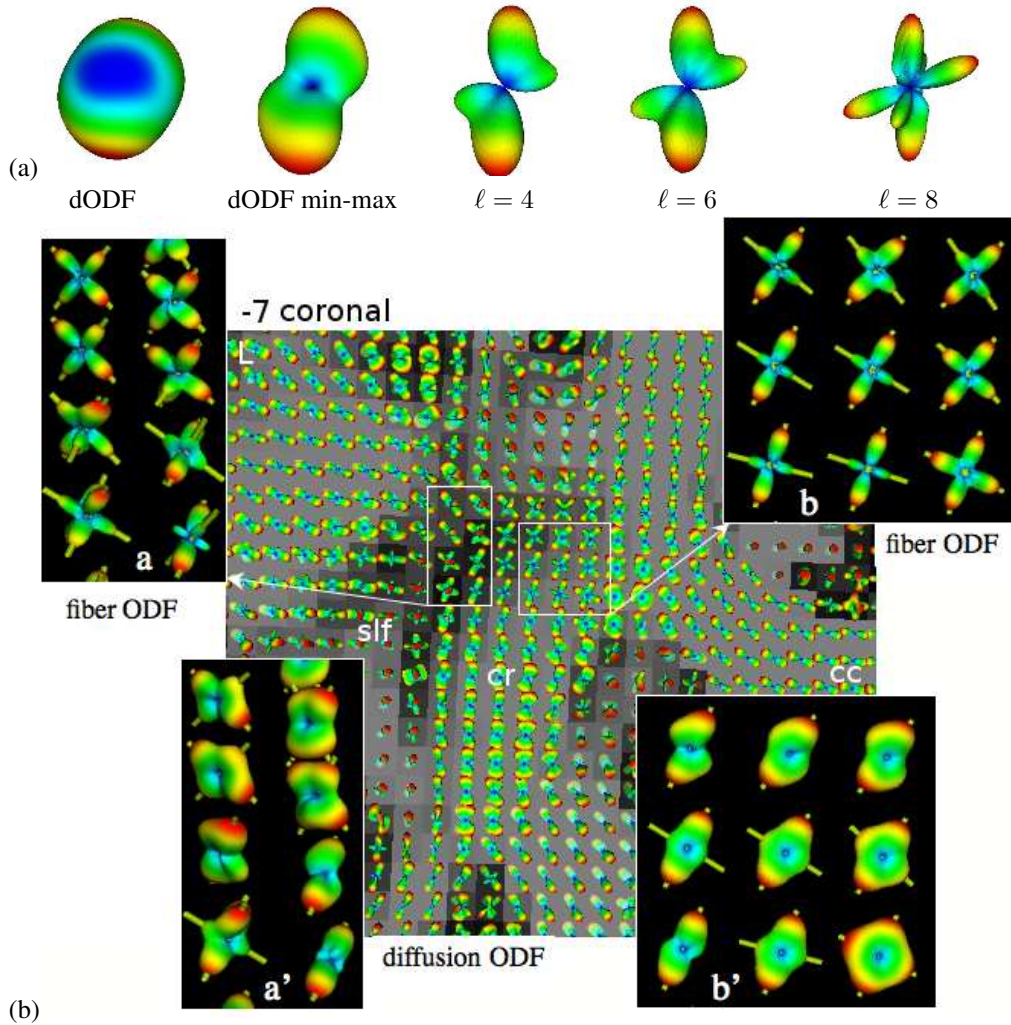 (a)
dODF
dODF min-max
ℓ = 4
ℓ = 6
ℓ = 8
-7 coronal
L
a
fiber ODF
b
fiber ODF
slf
cr
cc
a'
diffusion ODF
b'
(b)